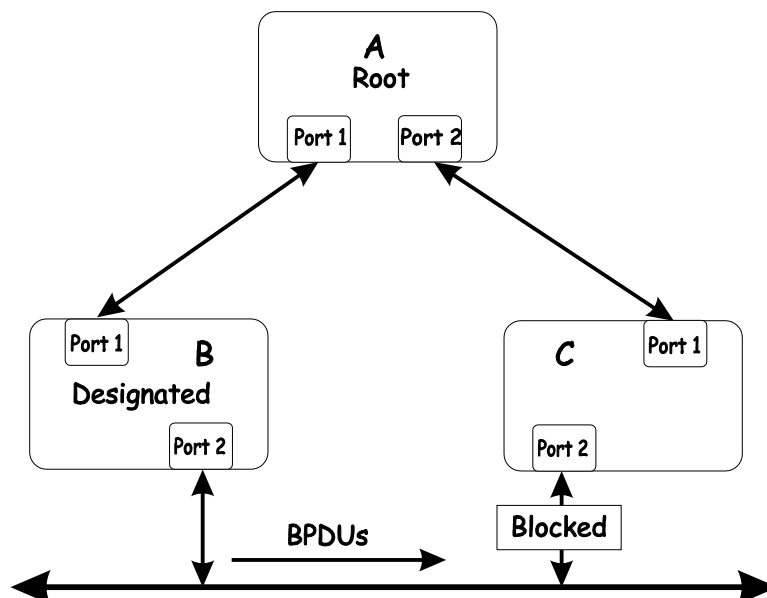 A
Root
Port 1
Port 2
Port 1
B
Designated
Port 2
C
Port 1
Port 2
Blocked
BPDUs